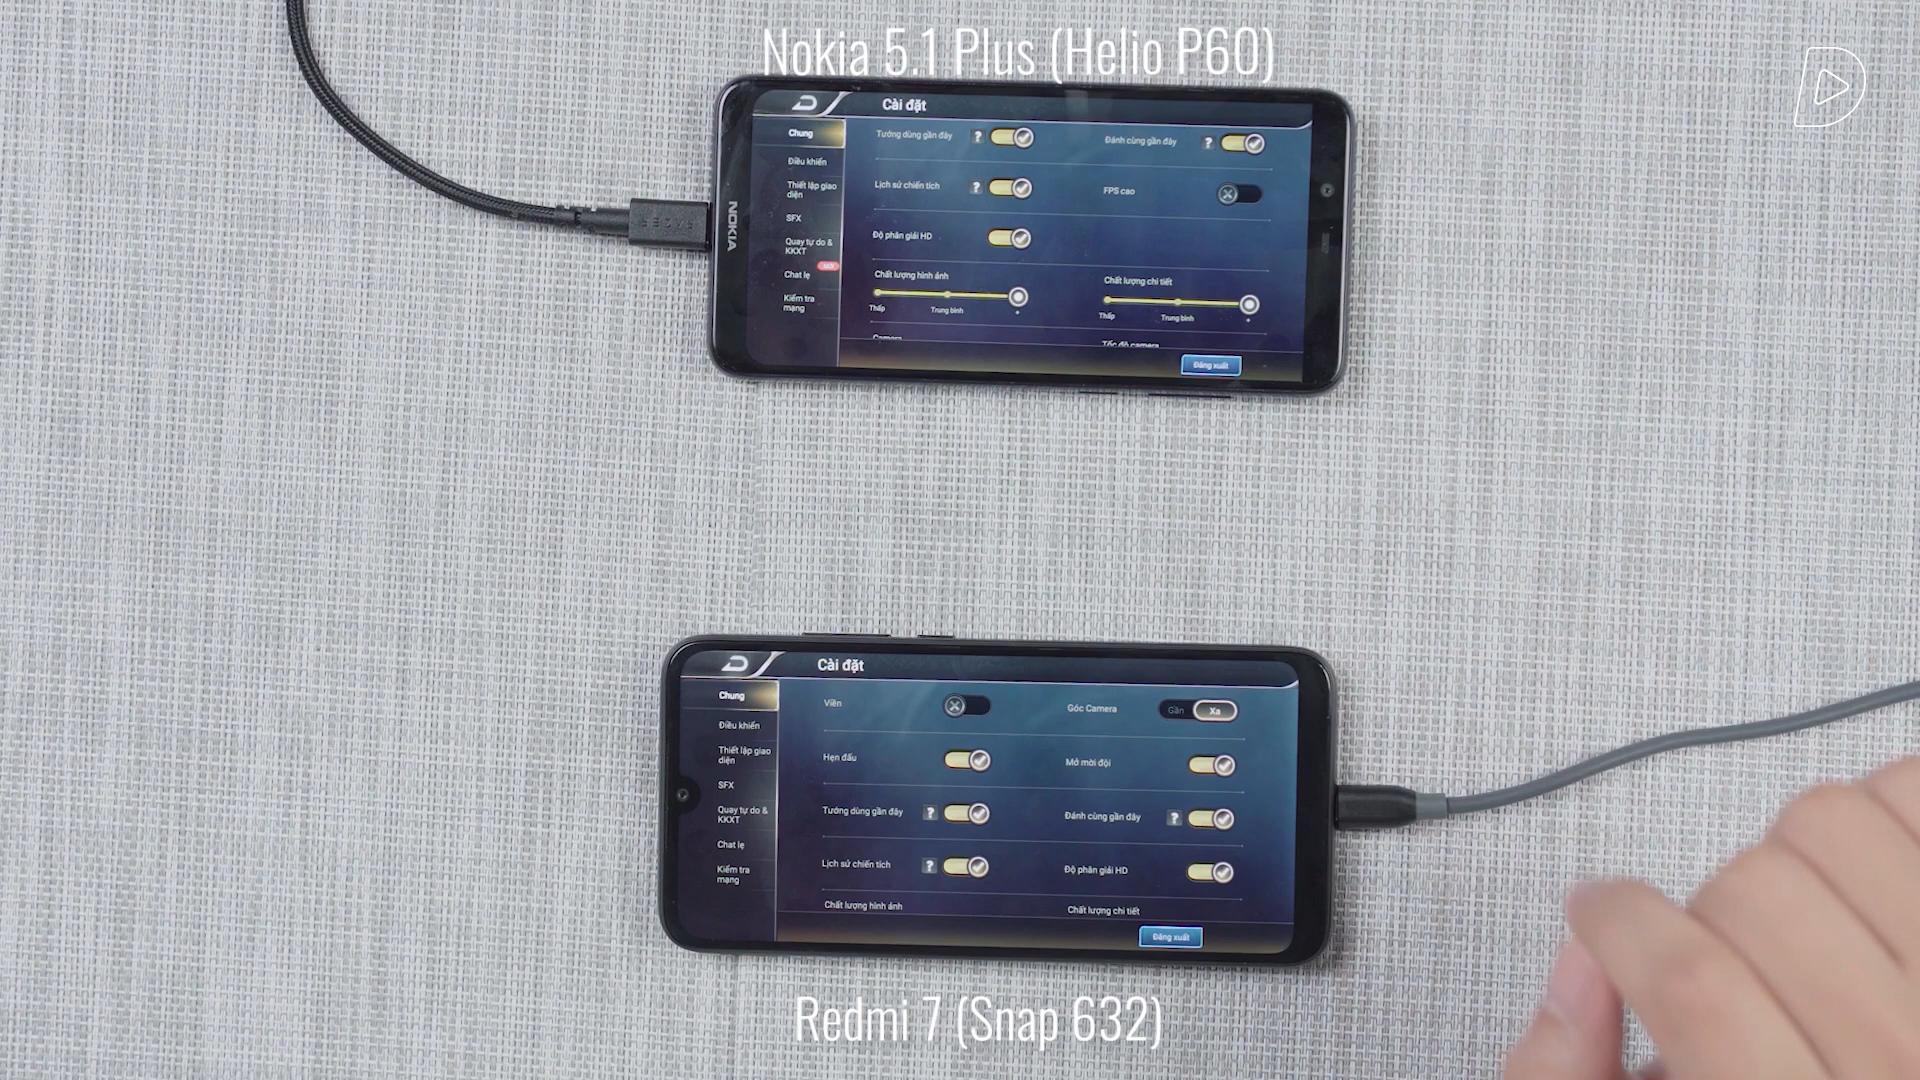 Nokia 5.1 Plus (Helio P60)
Cài đặt
Chung
Điều khiển
Thiết lập giao
diện
SFX
Quay tự do &
KKXT
Chat lẹ
Mới
Kiểm tra
mạng
Tướng dùng gần đây
?
Đánh cùng gần đây
?
Lịch sử chiến tích
?
FPS cao
Độ phân giải HD
Chất lượng hình ảnh
Thấp
Trung bình
Chất lượng chi tiết
Thấp
Trung bình
Camera
Tốc độ camera
Đăng xuất
NOKIA
RAZER
Cài đặt
Chung
Điều khiển
Thiết lập giao
diện
SFX
Quay tự do &
KKXT
Chat lẹ
Kiểm tra
mạng
Viền
Góc Camera
Gần
Xa
Hẹn đấu
Mở mời đội
Tướng dùng gần đây
?
Đánh cùng gần đây
?
Lịch sử chiến tích
?
Độ phân giải HD
Chất lượng hình ảnh
Chất lượng chi tiết
Đăng xuất
Redmi 7 (Snap 632)